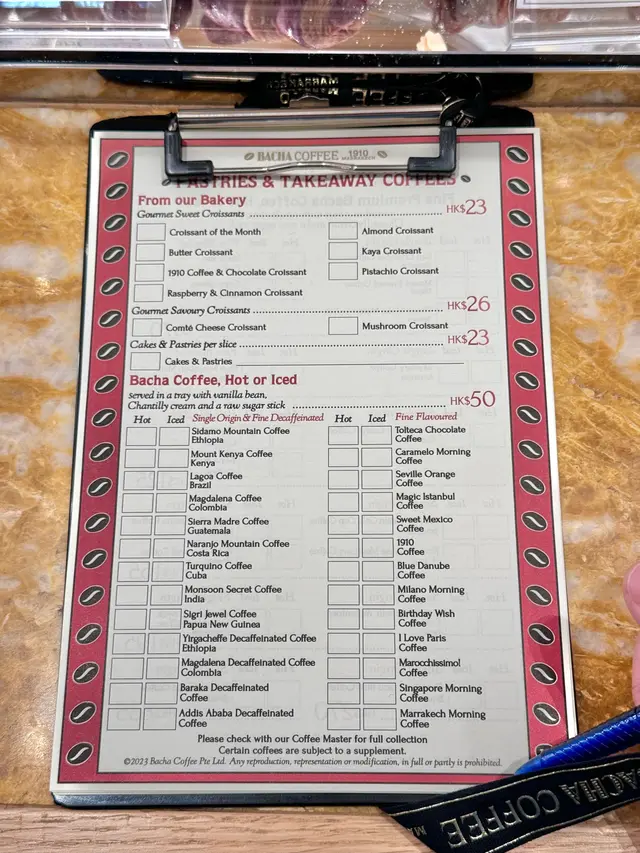 BACHA COFFEE 1910 MARRAKECH
PASTRIES & TAKEAWAY COFFEES
From our Bakery
Gourmet Sweet Croissants HK$23
Croissant of the Month Almond Croissant
Butter Croissant Kaya Croissant
1910 Coffee & Chocolate Croissant Pistachio Croissant
Raspberry & Cinnamon Croissant
Gourmet Savoury Croissants HK$26
Comté Cheese Croissant Mushroom Croissant
Cakes & Pastries per slice HK$23
Cakes & Pastries
Bacha Coffee, Hot or Iced
served in a tray with vanilla bean,
Chantilly cream and a raw sugar stick HK$50
Hot Iced Single Origin & Fine Decaffeinated
Sidamo Mountain Coffee
Ethiopia
Mount Kenya Coffee
Kenya
Lagoa Coffee
Brazil
Magdalena Coffee
Colombia
Sierra Madre Coffee
Guatemala
Naranjo Mountain Coffee
Costa Rica
Turquino Coffee
Cuba
Monsoon Secret Coffee
India
Sigri Jewel Coffee
Papua New Guinea
Yirgacheffe Decaffeinated Coffee
Ethiopia
Magdalena Decaffeinated Coffee
Colombia
Baraka Decaffeinated
Coffee
Addis Ababa Decaffeinated
Coffee
Hot Iced Fine Flavoured
Tolteca Chocolate
Coffee
Caramelo Morning
Coffee
Seville Orange
Coffee
Magic Istanbul
Coffee
Sweet Mexico
Coffee
1910
Coffee
Blue Danube
Coffee
Milano Morning
Coffee
Birthday Wish
Coffee
I Love Paris
Coffee
Marocchissimo!
Coffee
Singapore Morning
Coffee
Marrakech Morning
Coffee
Please check with our Coffee Master for full collection
Certain coffees are subject to a supplement.
©2023 Bacha Coffee Pte Ltd. Any reproduction, representation or modification, in full or partly is prohibited.
BACHA COFFEE